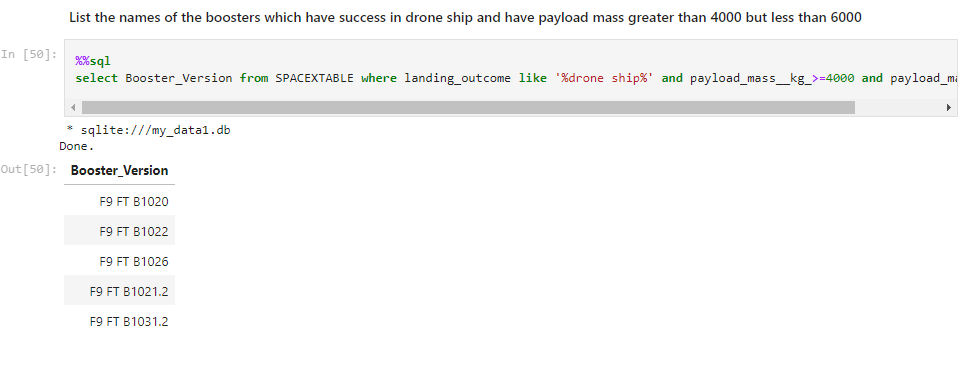 List the names of the boosters which have success in drone ship and have payload mass greater than 4000 but less than 6000
In [50]:
%%sql
select Booster_Version from SPACEXTABLE where landing_outcome like '%drone ship%' and payload_mass__kg_>=4000 and payload_ma
* sqlite:///my_data1.db
Done.
Out[50]:
Booster_Version
F9 FT B1020
F9 FT B1022
F9 FT B1026
F9 FT B1021.2
F9 FT B1031.2